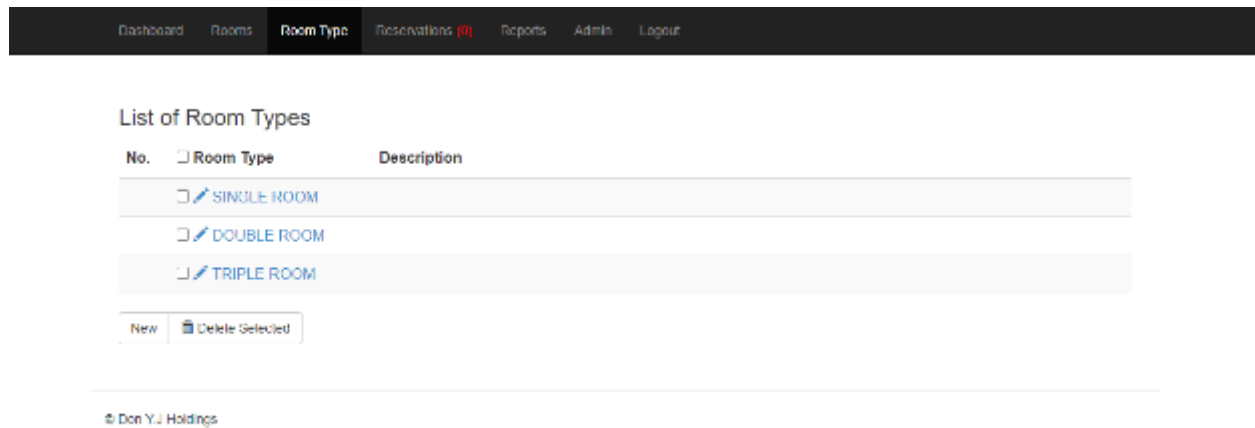 Dashboard Rooms Room Type Reservations (0) Reports Admin Logout
List of Room Types
No. Room Type Description
SINGLE ROOM
DOUBLE ROOM
TRIPLE ROOM
New Delete Selected
© Don Y.J Holdings